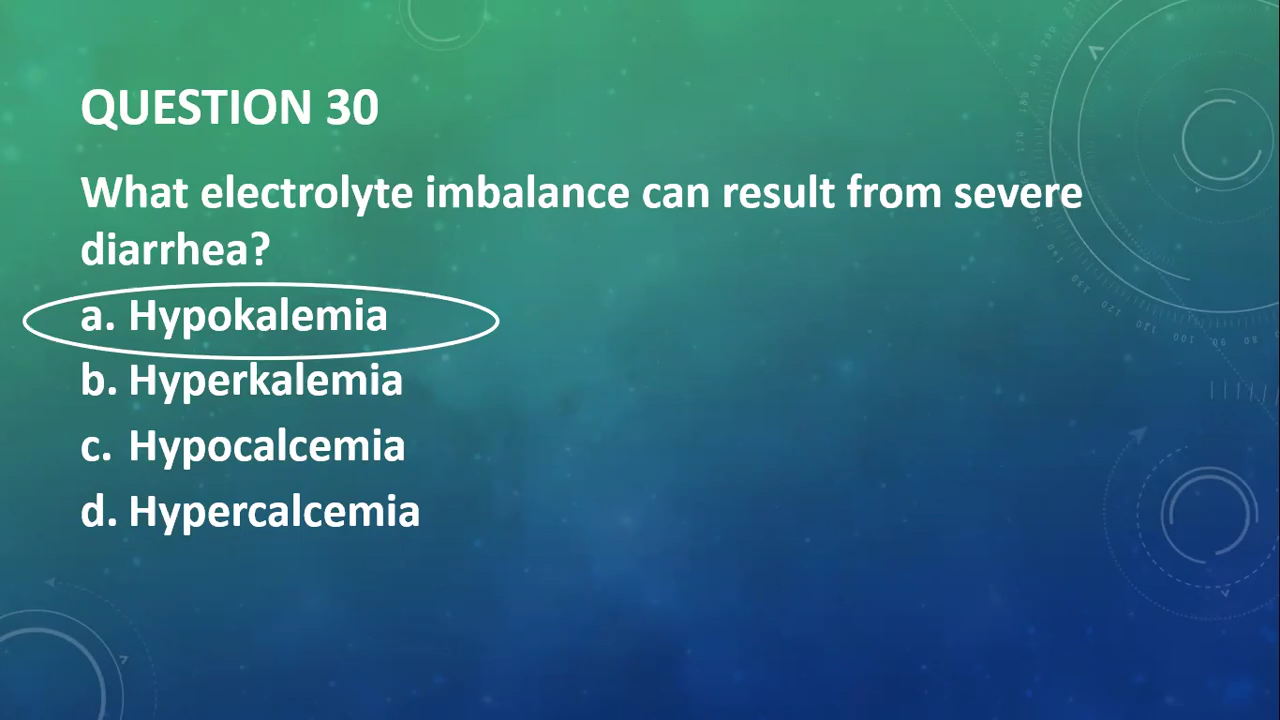 QUESTION 30
What electrolyte imbalance can result from severe
diarrhea?
a. Hypokalemia
b. Hyperkalemia
c. Hypocalcemia
d. Hypercalcemia